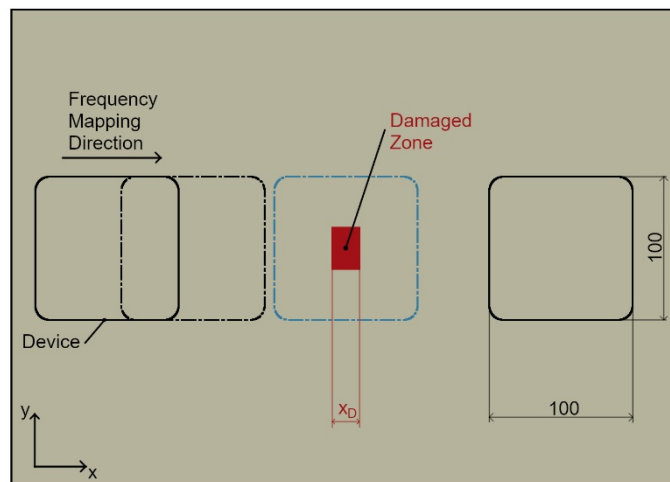 Frequency
Mapping
Direction
Damaged
Zone
Device
100
100
x_D
y
x